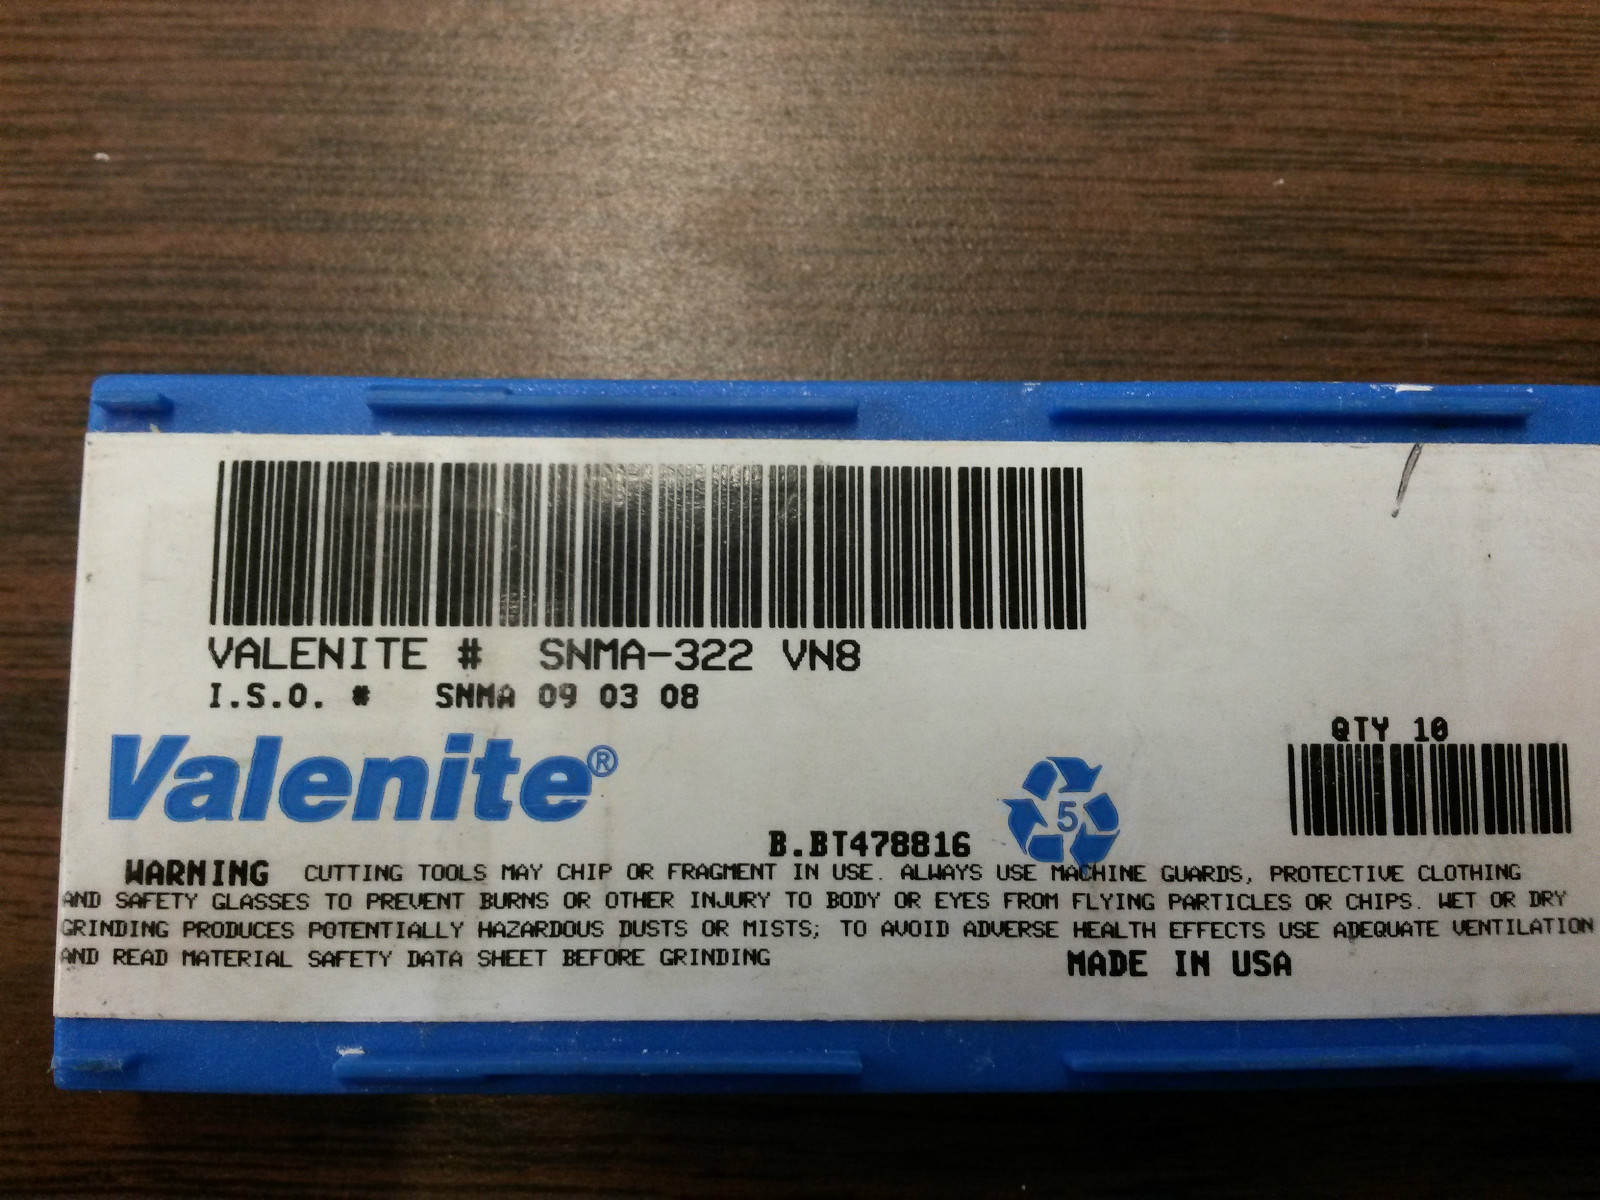 VALENITE # SNMA-322 VN8
I.S.O. # SNMA 09 03 08
QTY 10
Valenite®
5
B.BT478816
WARNING CUTTING TOOLS MAY CHIP OR FRAGMENT IN USE. ALWAYS USE MACHINE GUARDS, PROTECTIVE CLOTHING
AND SAFETY GLASSES TO PREVENT BURNS OR OTHER INJURY TO BODY OR EYES FROM FLYING PARTICLES OR CHIPS. WET OR DRY
GRINDING PRODUCES POTENTIALLY HAZARDOUS DUSTS OR MISTS; TO AVOID ADVERSE HEALTH EFFECTS USE ADEQUATE VENTILATION
AND READ MATERIAL SAFETY DATA SHEET BEFORE GRINDING
MADE IN USA